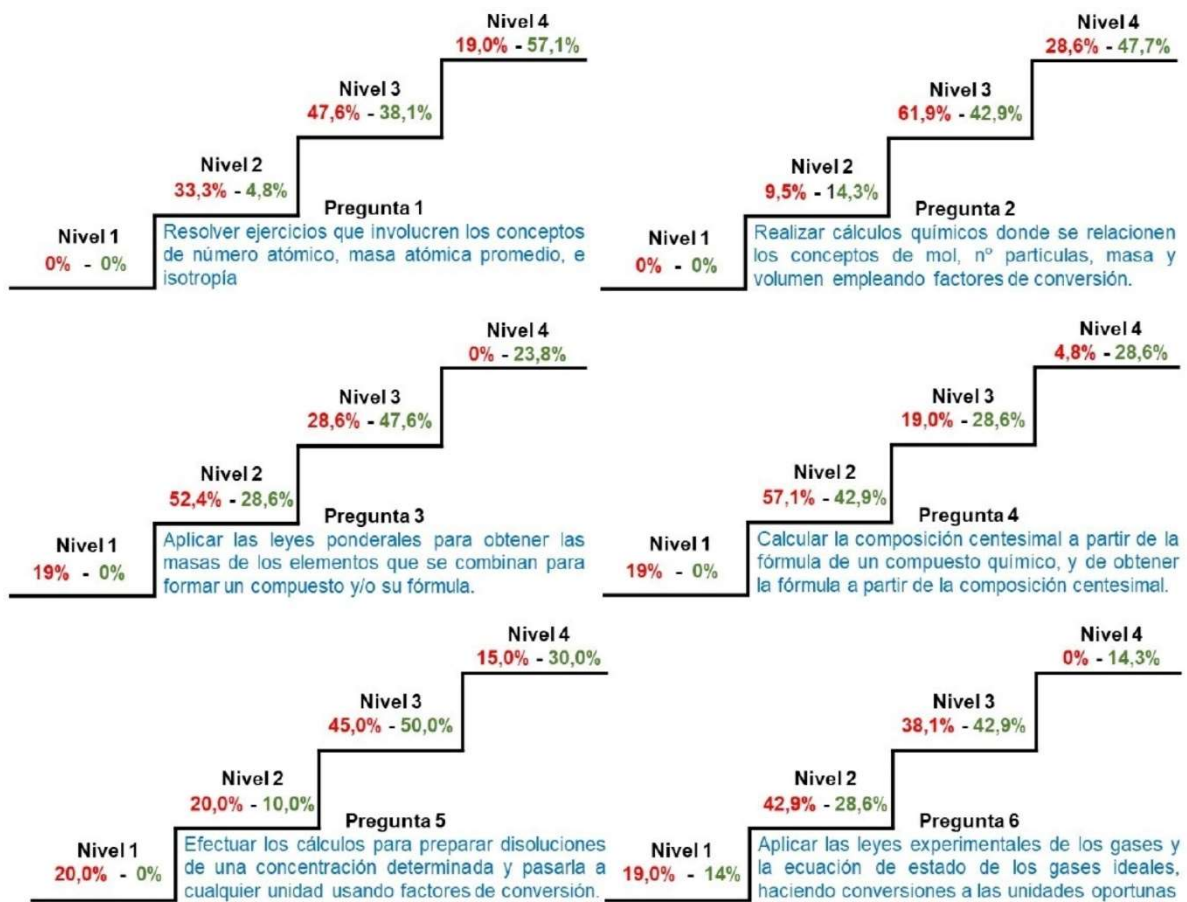 Nivel 4
19,0% - 57,1%
Nivel 3
47,6% - 38,1%
Nivel 2
33,3% - 4,8%
Nivel 1
0% - 0%
Pregunta 1
Resolver ejercicios que involucren los conceptos
de número atómico, masa atómica promedio, e
isotropía
Nivel 4
28,6% - 47,7%
Nivel 3
61,9% - 42,9%
Nivel 2
9,5% - 14,3%
Nivel 1
0% - 0%
Pregunta 2
Realizar cálculos químicos donde se relacionen
los conceptos de mol, nº partículas, masa y
volumen empleando factores de conversión.
Nivel 4
0% - 23,8%
Nivel 3
28,6% - 47,6%
Nivel 2
52,4% - 28,6%
Nivel 1
19% - 0%
Pregunta 3
Aplicar las leyes ponderales para obtener las
masas de los elementos que se combinan para
formar un compuesto y/o su fórmula.
Nivel 4
4,8% - 28,6%
Nivel 3
19,0% - 28,6%
Nivel 2
57,1% - 42,9%
Nivel 1
19% - 0%
Pregunta 4
Calcular la composición centesimal a partir de la
fórmula de un compuesto químico, y de obtener
la fórmula a partir de la composición centesimal.
Nivel 4
15,0% - 30,0%
Nivel 3
45,0% - 50,0%
Nivel 2
20,0% - 10,0%
Nivel 1
20,0% - 0%
Pregunta 5
Efectuar los cálculos para preparar disoluciones
de una concentración determinada y pasarla a
cualquier unidad usando factores de conversión.
Nivel 4
0% - 14,3%
Nivel 3
38,1% - 42,9%
Nivel 2
42,9% - 28,6%
Nivel 1
19,0% - 14%
Pregunta 6
Aplicar las leyes experimentales de los gases y
la ecuación de estado de los gases ideales,
haciendo conversiones a las unidades oportunas